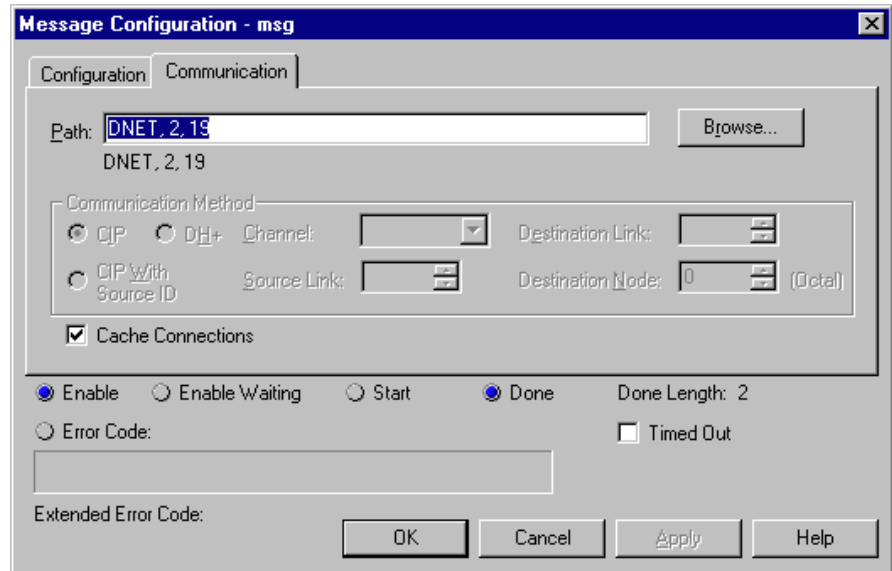 Message Configuration - msg
Configuration Communication
Path: DNET, 2, 19 Browse...
DNET, 2, 19
Communication Method
CIP DH+ Channel: Destination Link:
CIP With Source ID Source Link: Destination Node: 0 (Octal)
Cache Connections
Enable Enable Waiting Start Done Done Length: 2
Error Code: Timed Out
Extended Error Code:
OK Cancel Apply Help